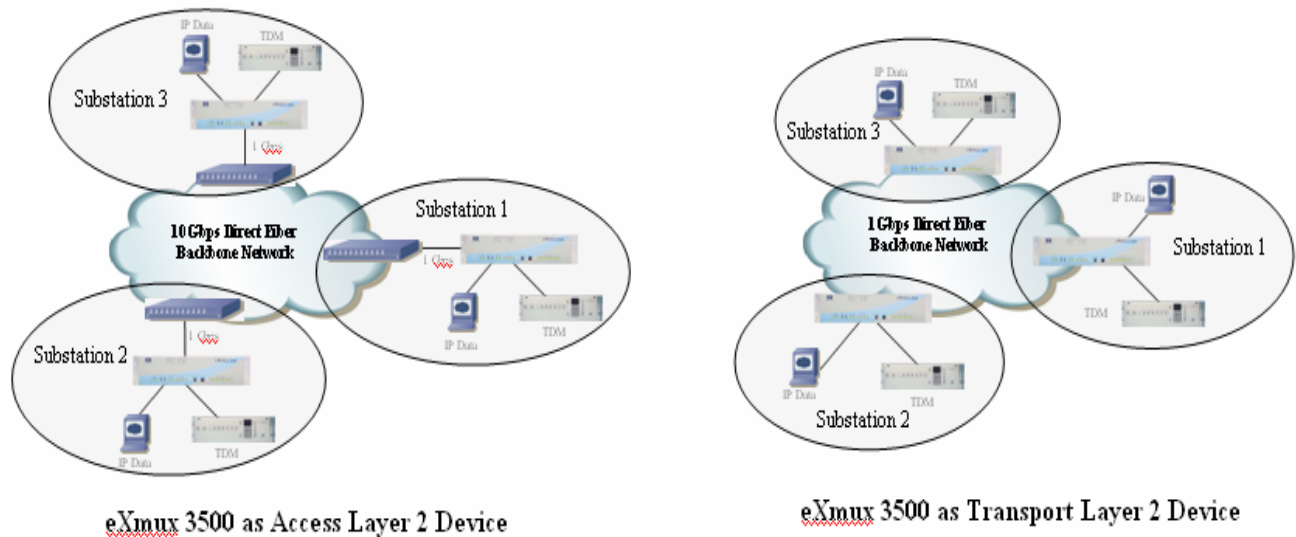 IP Data
TDM
Substation 3
1 Gbps
10 Gbps Direct Fiber
Backbone Network
Substation 1
1 Gbps
IP Data
TDM
1 Gbps
Substation 2
IP Data
TDM
eXmux 3500 as Access Layer 2 Device
IP Data
TDM
Substation 3
1 Gbps Direct Fiber
Backbone Network
IP Data
Substation 1
TDM
IP Data
TDM
Substation 2
eXmux 3500 as Transport Layer 2 Device